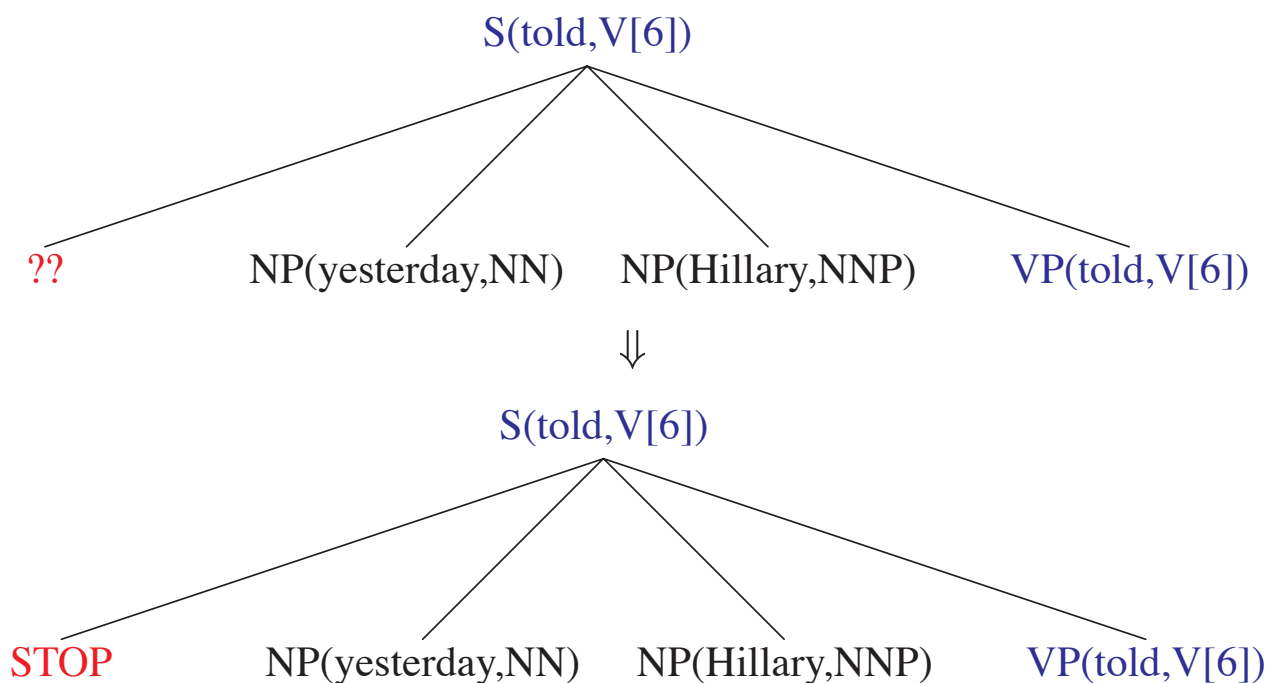 S(told,V[6])
?? NP(yesterday,NN) NP(Hillary,NNP) VP(told,V[6])
⇓
S(told,V[6])
STOP NP(yesterday,NN) NP(Hillary,NNP) VP(told,V[6])